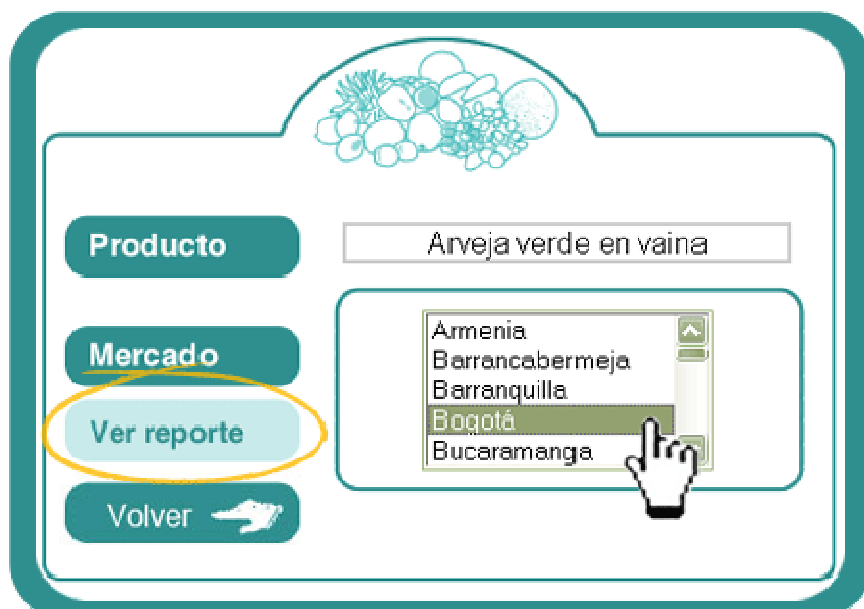 Producto
Arveja verde en vaina
Mercado
Armenia
Barrancabermeja
Barranquilla
Bogotá
Bucaramanga
Ver reporte
Volver